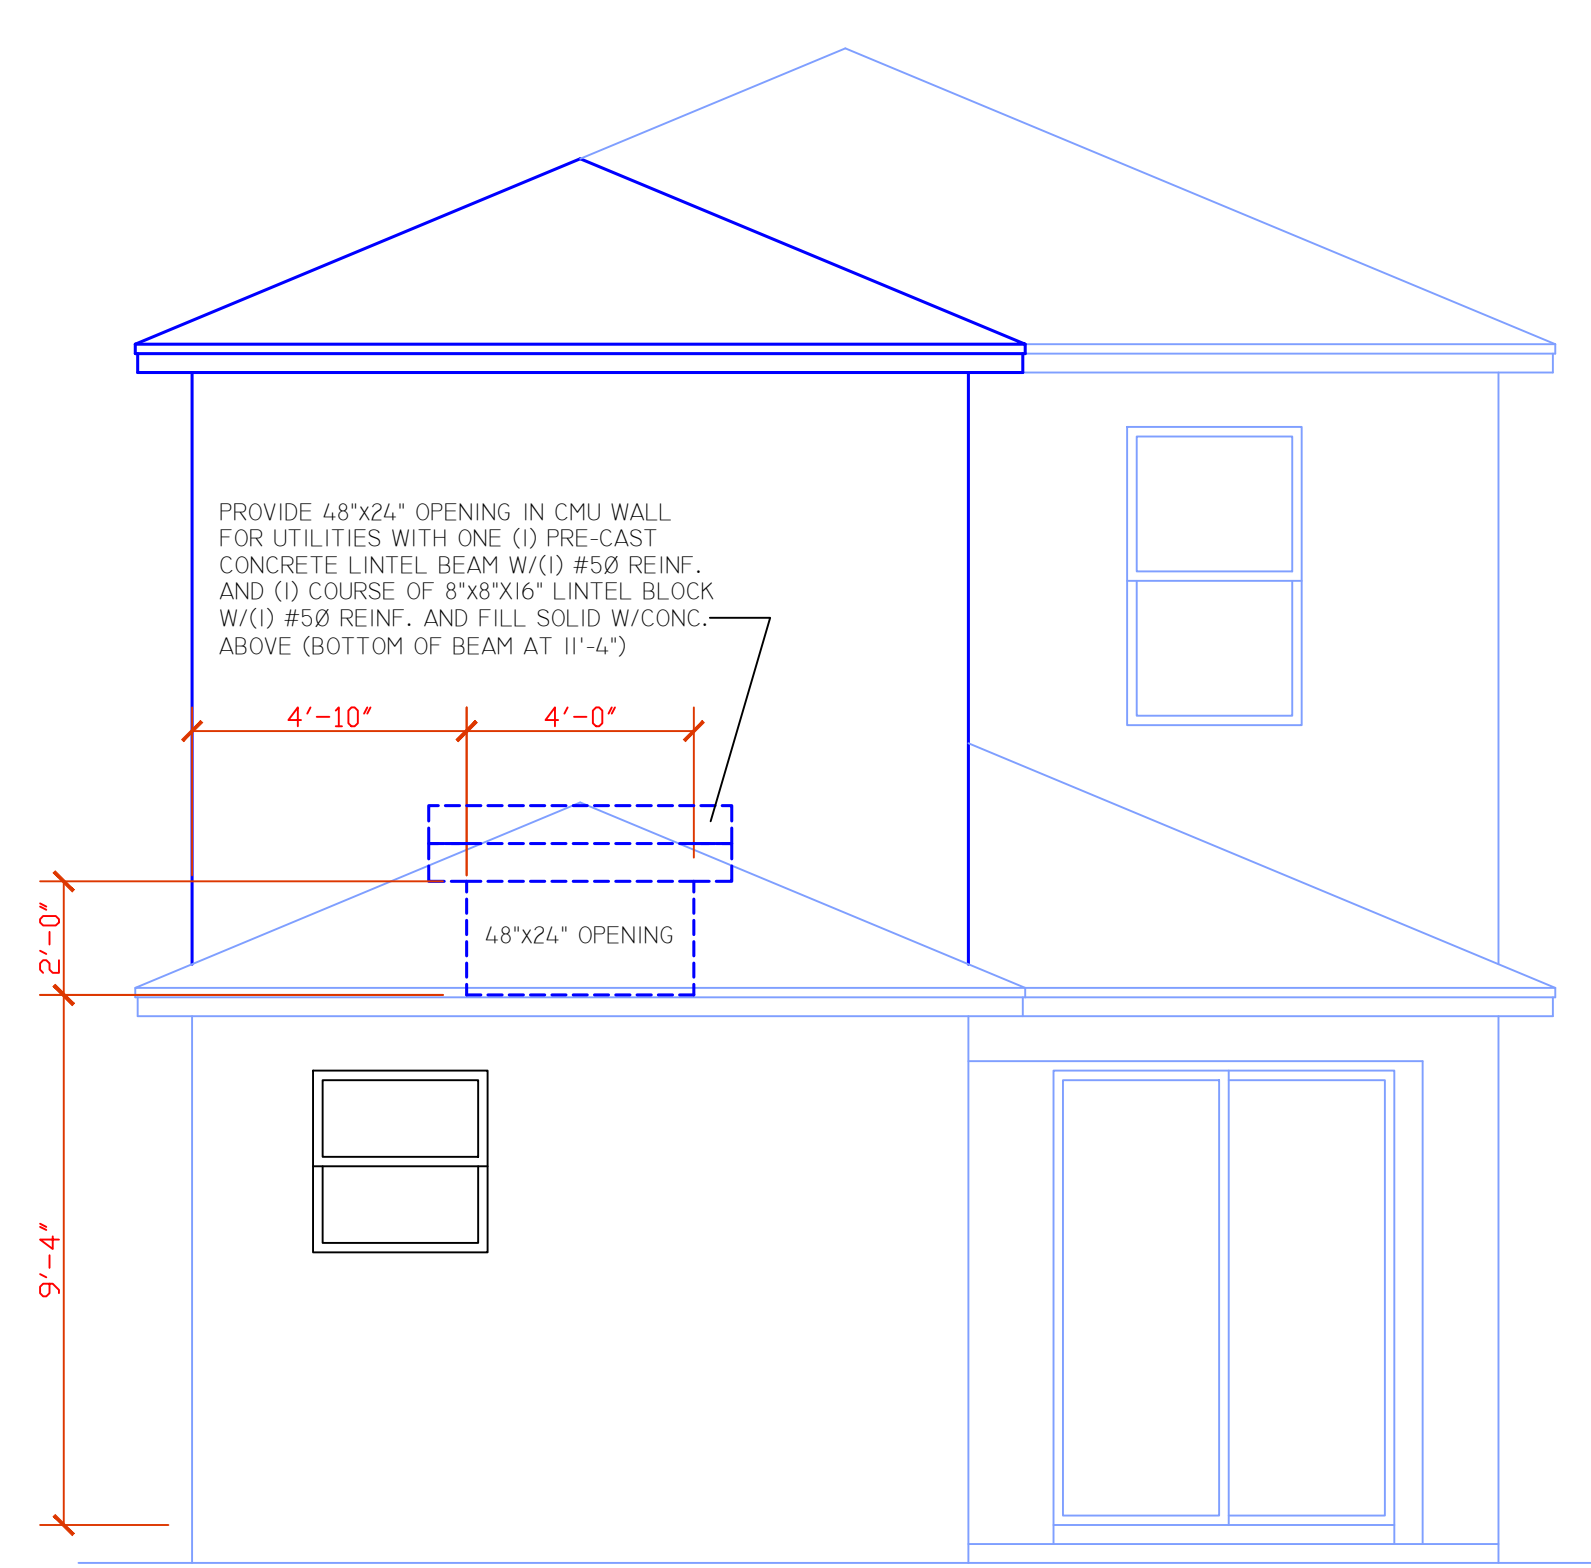 PROVIDE 48"x24" OPENING IN CMU WALL
FOR UTILITIES WITH ONE (1) PRE-CAST
CONCRETE LINTEL BEAM W/(1) #5Ø REINF.
AND (1) COURSE OF 8"x8"X16" LINTEL BLOCK
W/(1) #5Ø REINF. AND FILL SOLID W/CONC.
ABOVE (BOTTOM OF BEAM AT 11'-4")
4'-10"
4'-0"
2'-0"
48"x24" OPENING
9'-4"